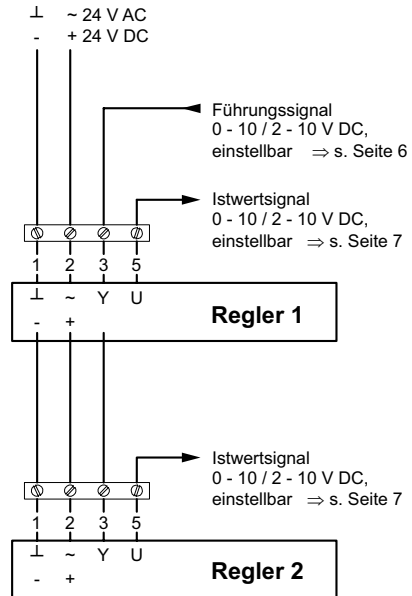 ⊥ ~ 24 V AC
- + 24 V DC
Führungssignal
0 - 10 / 2 - 10 V DC,
einstellbar ⇒ s. Seite 6
Istwertsignal
0 - 10 / 2 - 10 V DC,
einstellbar ⇒ s. Seite 7
1 2 3 5
⊥ ~ Y U
- +
Regler 1
Istwertsignal
0 - 10 / 2 - 10 V DC,
einstellbar ⇒ s. Seite 7
1 2 3 5
⊥ ~ Y U
- +
Regler 2